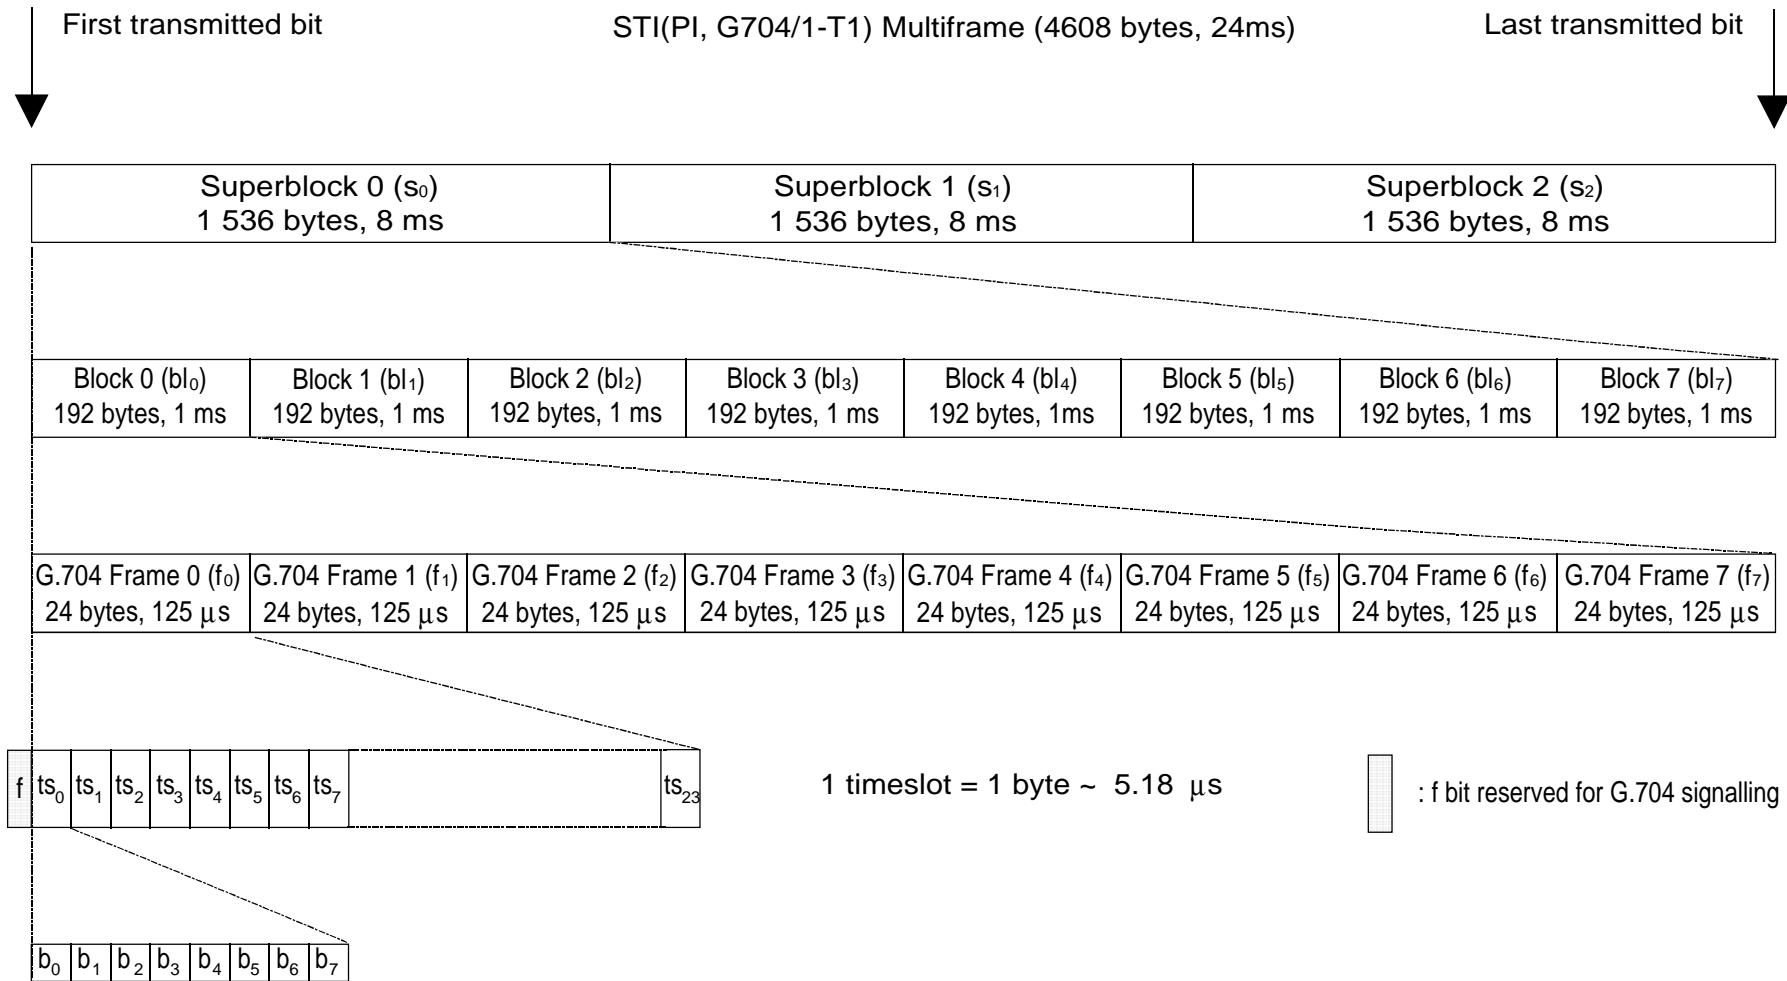 First transmitted bit
STI(PI, G704/1-T1) Multiframe (4608 bytes, 24ms)
Last transmitted bit
Superblock 0 (s₀)
1 536 bytes, 8 ms
Superblock 1 (s₁)
1 536 bytes, 8 ms
Superblock 2 (s₂)
1 536 bytes, 8 ms
Block 0 (bl₀)
192 bytes, 1 ms
Block 1 (bl₁)
192 bytes, 1 ms
Block 2 (bl₂)
192 bytes, 1 ms
Block 3 (bl₃)
192 bytes, 1 ms
Block 4 (bl₄)
192 bytes, 1ms
Block 5 (bl₅)
192 bytes, 1 ms
Block 6 (bl₆)
192 bytes, 1 ms
Block 7 (bl₇)
192 bytes, 1 ms
G.704 Frame 0 (f₀)
24 bytes, 125 μs
G.704 Frame 1 (f₁)
24 bytes, 125 μs
G.704 Frame 2 (f₂)
24 bytes, 125 μs
G.704 Frame 3 (f₃)
24 bytes, 125 μs
G.704 Frame 4 (f₄)
24 bytes, 125 μs
G.704 Frame 5 (f₅)
24 bytes, 125 μs
G.704 Frame 6 (f₆)
24 bytes, 125 μs
G.704 Frame 7 (f₇)
24 bytes, 125 μs
f ts₀ ts₁ ts₂ ts₃ ts₄ ts₅ ts₆ ts₇ ts₂₃
1 timeslot = 1 byte ~ 5.18 μs
: f bit reserved for G.704 signalling
b₀ b₁ b₂ b₃ b₄ b₅ b₆ b₇